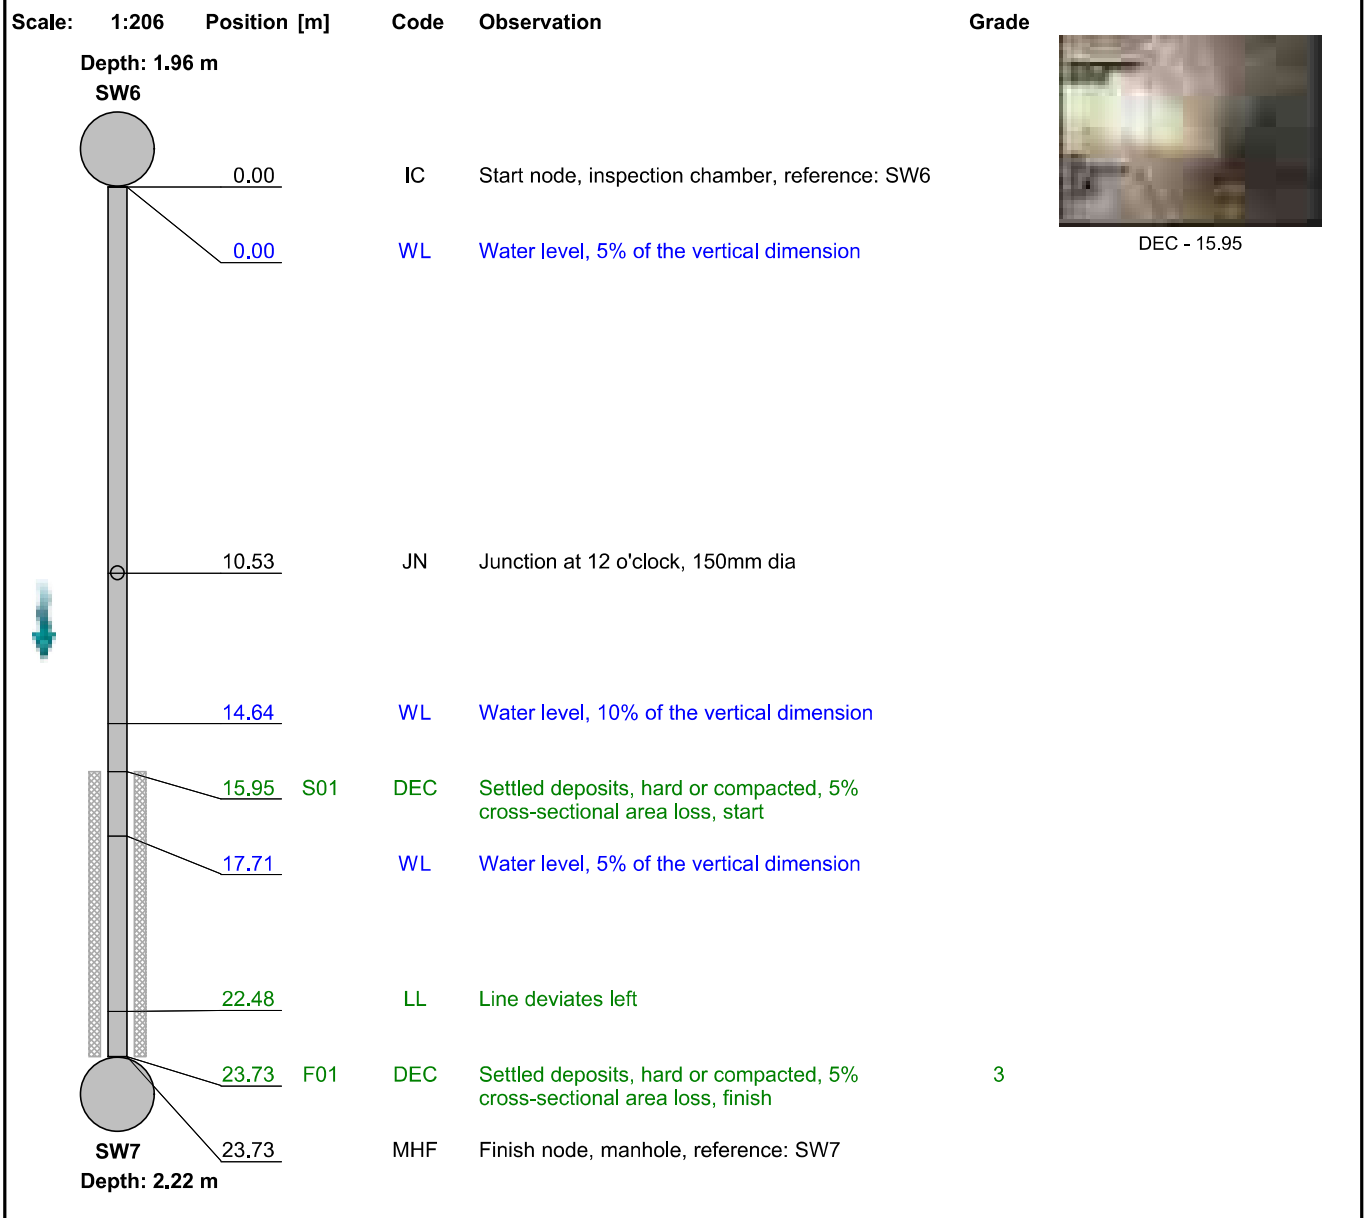 Scale: 1:206 Position [m] Code Observation Grade
Depth: 1.96 m
SW6
0.00 IC Start node, inspection chamber, reference: SW6
0.00 WL Water level, 5% of the vertical dimension
DEC - 15.95
10.53 JN Junction at 12 o'clock, 150mm dia
14.64 WL Water level, 10% of the vertical dimension
15.95 S01 DEC Settled deposits, hard or compacted, 5%
cross-sectional area loss, start
17.71 WL Water level, 5% of the vertical dimension
22.48 LL Line deviates left
23.73 F01 DEC Settled deposits, hard or compacted, 5% 3
cross-sectional area loss, finish
SW7 23.73 MHF Finish node, manhole, reference: SW7
Depth: 2.22 m